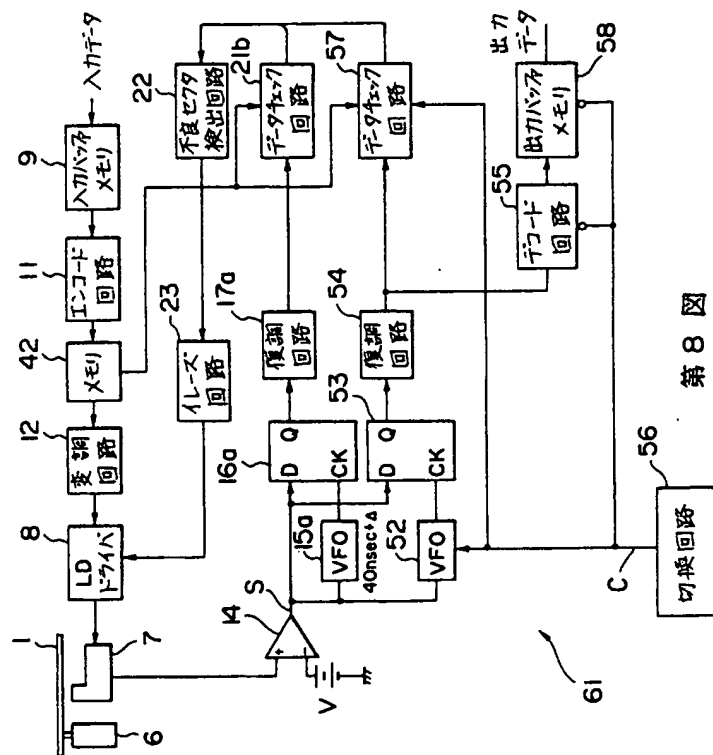 入力データ
9
入力バッファ
メモリ
11
エンコード
回路
42
メモリ
12
変調
回路
8
LD
ドライバ
1
7
6
22
不良セクタ
検出回路
21b
データチェック
回路
57
データチェック
回路
23
イレーズ
回路
17a
復調
回路
54
復調
回路
16a
D Q
CK
53
D Q
CK
15a
VFO
40nsec+Δ
52
VFO
14
S
+
−
V
出力
データ
58
出力バッファ
メモリ
55
デコード
回路
C
56
切換回路
61
第8図